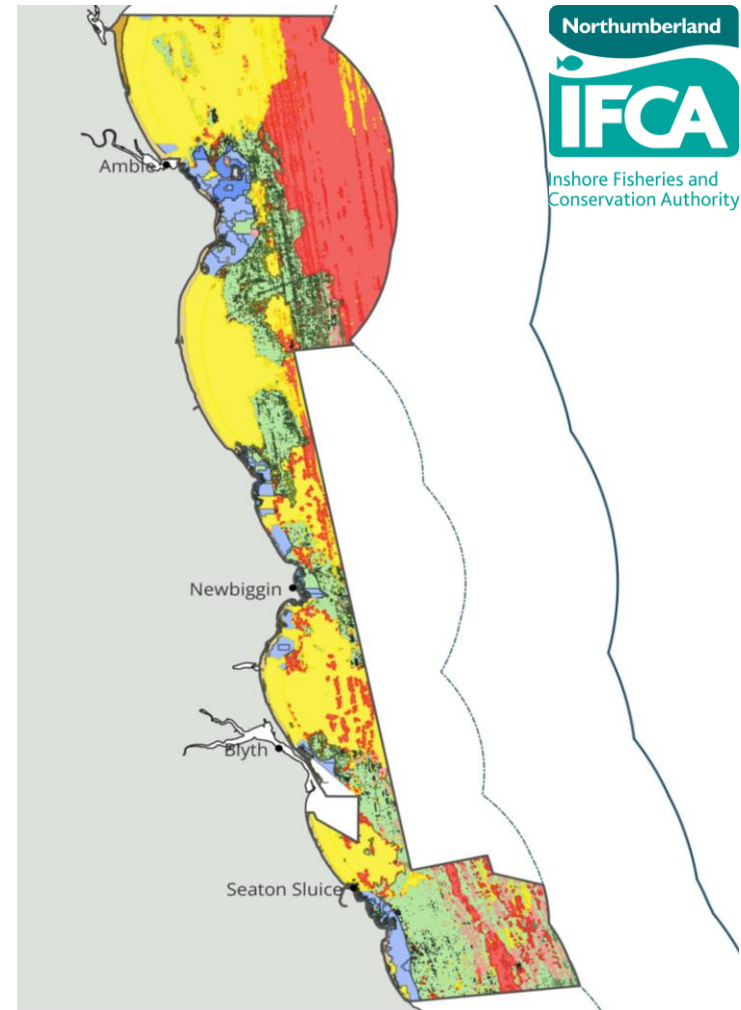 Northumberland
IFCA
Inshore Fisheries and
Conservation Authority
Amble
Newbiggin
Blyth
Seaton Sluice